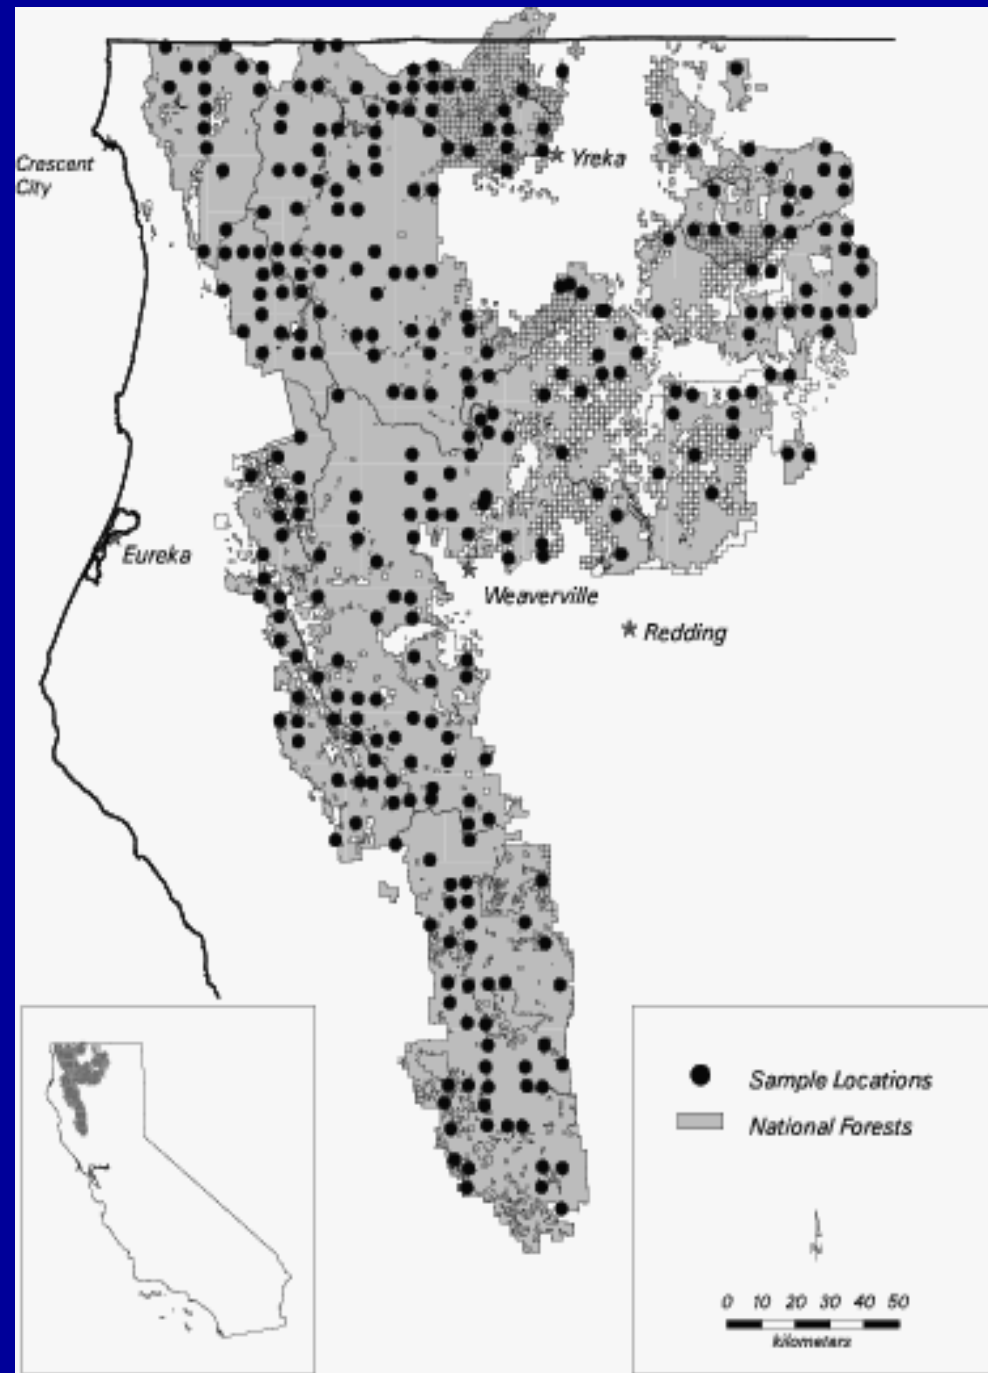 Crescent
City
Yreka
Eureka
Weaverville
Redding
Sample Locations
National Forests
N
0 10 20 30 40 50
kilometers